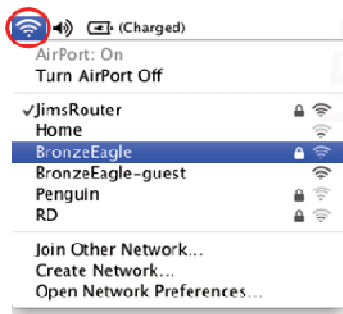 (Charged)
AirPort: On
Turn AirPort Off
✓JimsRouter
Home
BronzeEagle
BronzeEagle-guest
Penguin
RD
Join Other Network...
Create Network...
Open Network Preferences...